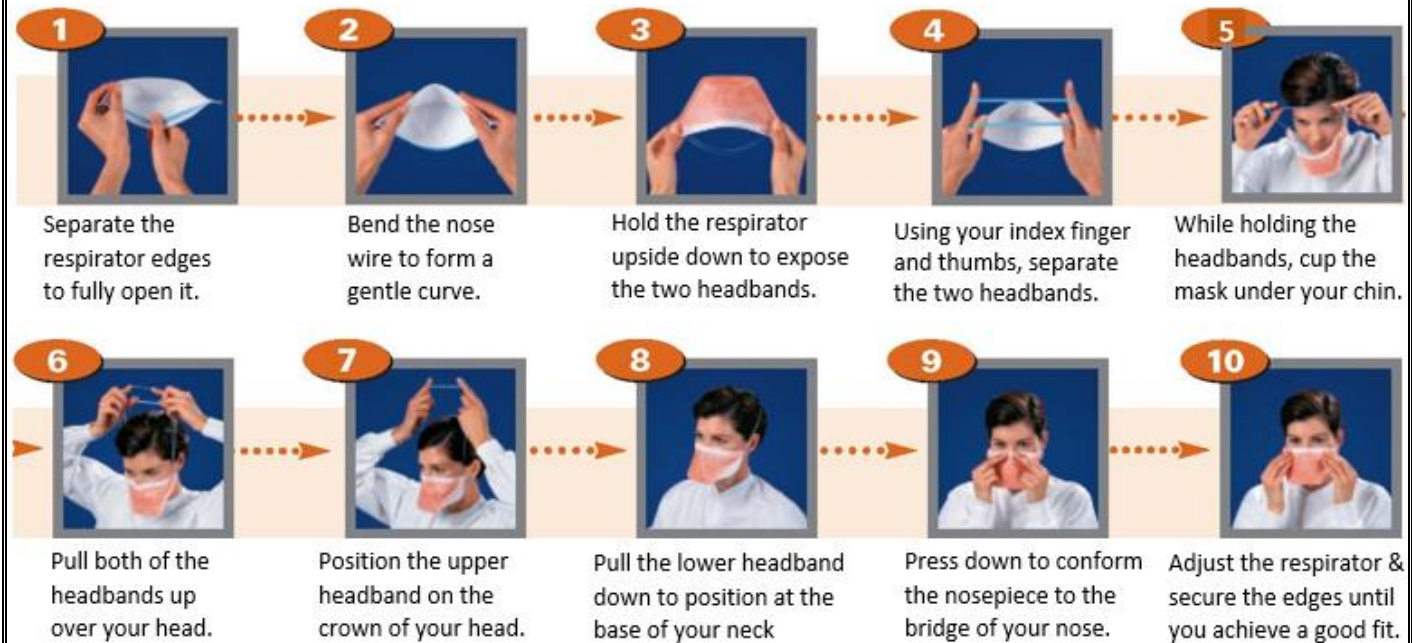 1
2
3
4
5
Separate the
respirator edges
to fully open it.
Bend the nose
wire to form a
gentle curve.
Hold the respirator
upside down to expose
the two headbands.
Using your index finger
and thumbs, separate
the two headbands.
While holding the
headbands, cup the
mask under your chin.
6
7
8
9
10
Pull both of the
headbands up
over your head.
Position the upper
headband on the
crown of your head.
Pull the lower headband
down to position at the
base of your neck
Press down to conform
the nosepiece to the
bridge of your nose.
Adjust the respirator &
secure the edges until
you achieve a good fit.